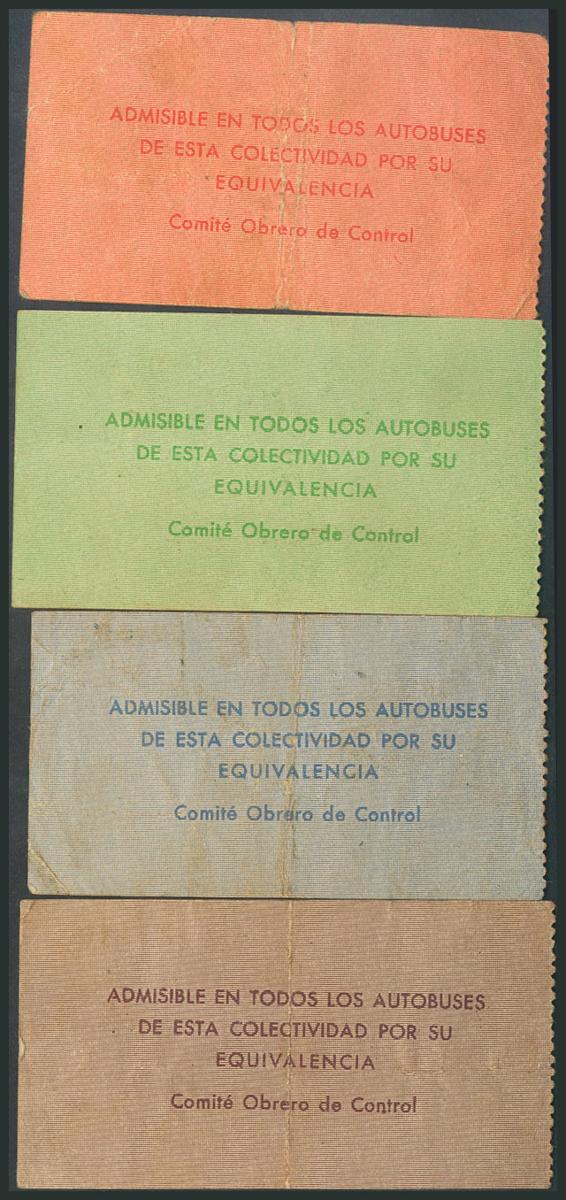 ADMISIBLE EN TODOS LOS AUTOBUSES
DE ESTA COLECTIVIDAD POR SU
EQUIVALENCIA
Comité Obrero de Control
ADMISIBLE EN TODOS LOS AUTOBUSES
DE ESTA COLECTIVIDAD POR SU
EQUIVALENCIA
Comité Obrero de Control
ADMISIBLE EN TODOS LOS AUTOBUSES
DE ESTA COLECTIVIDAD POR SU
EQUIVALENCIA
Comité Obrero de Control
ADMISIBLE EN TODOS LOS AUTOBUSES
DE ESTA COLECTIVIDAD POR SU
EQUIVALENCIA
Comité Obrero de Control